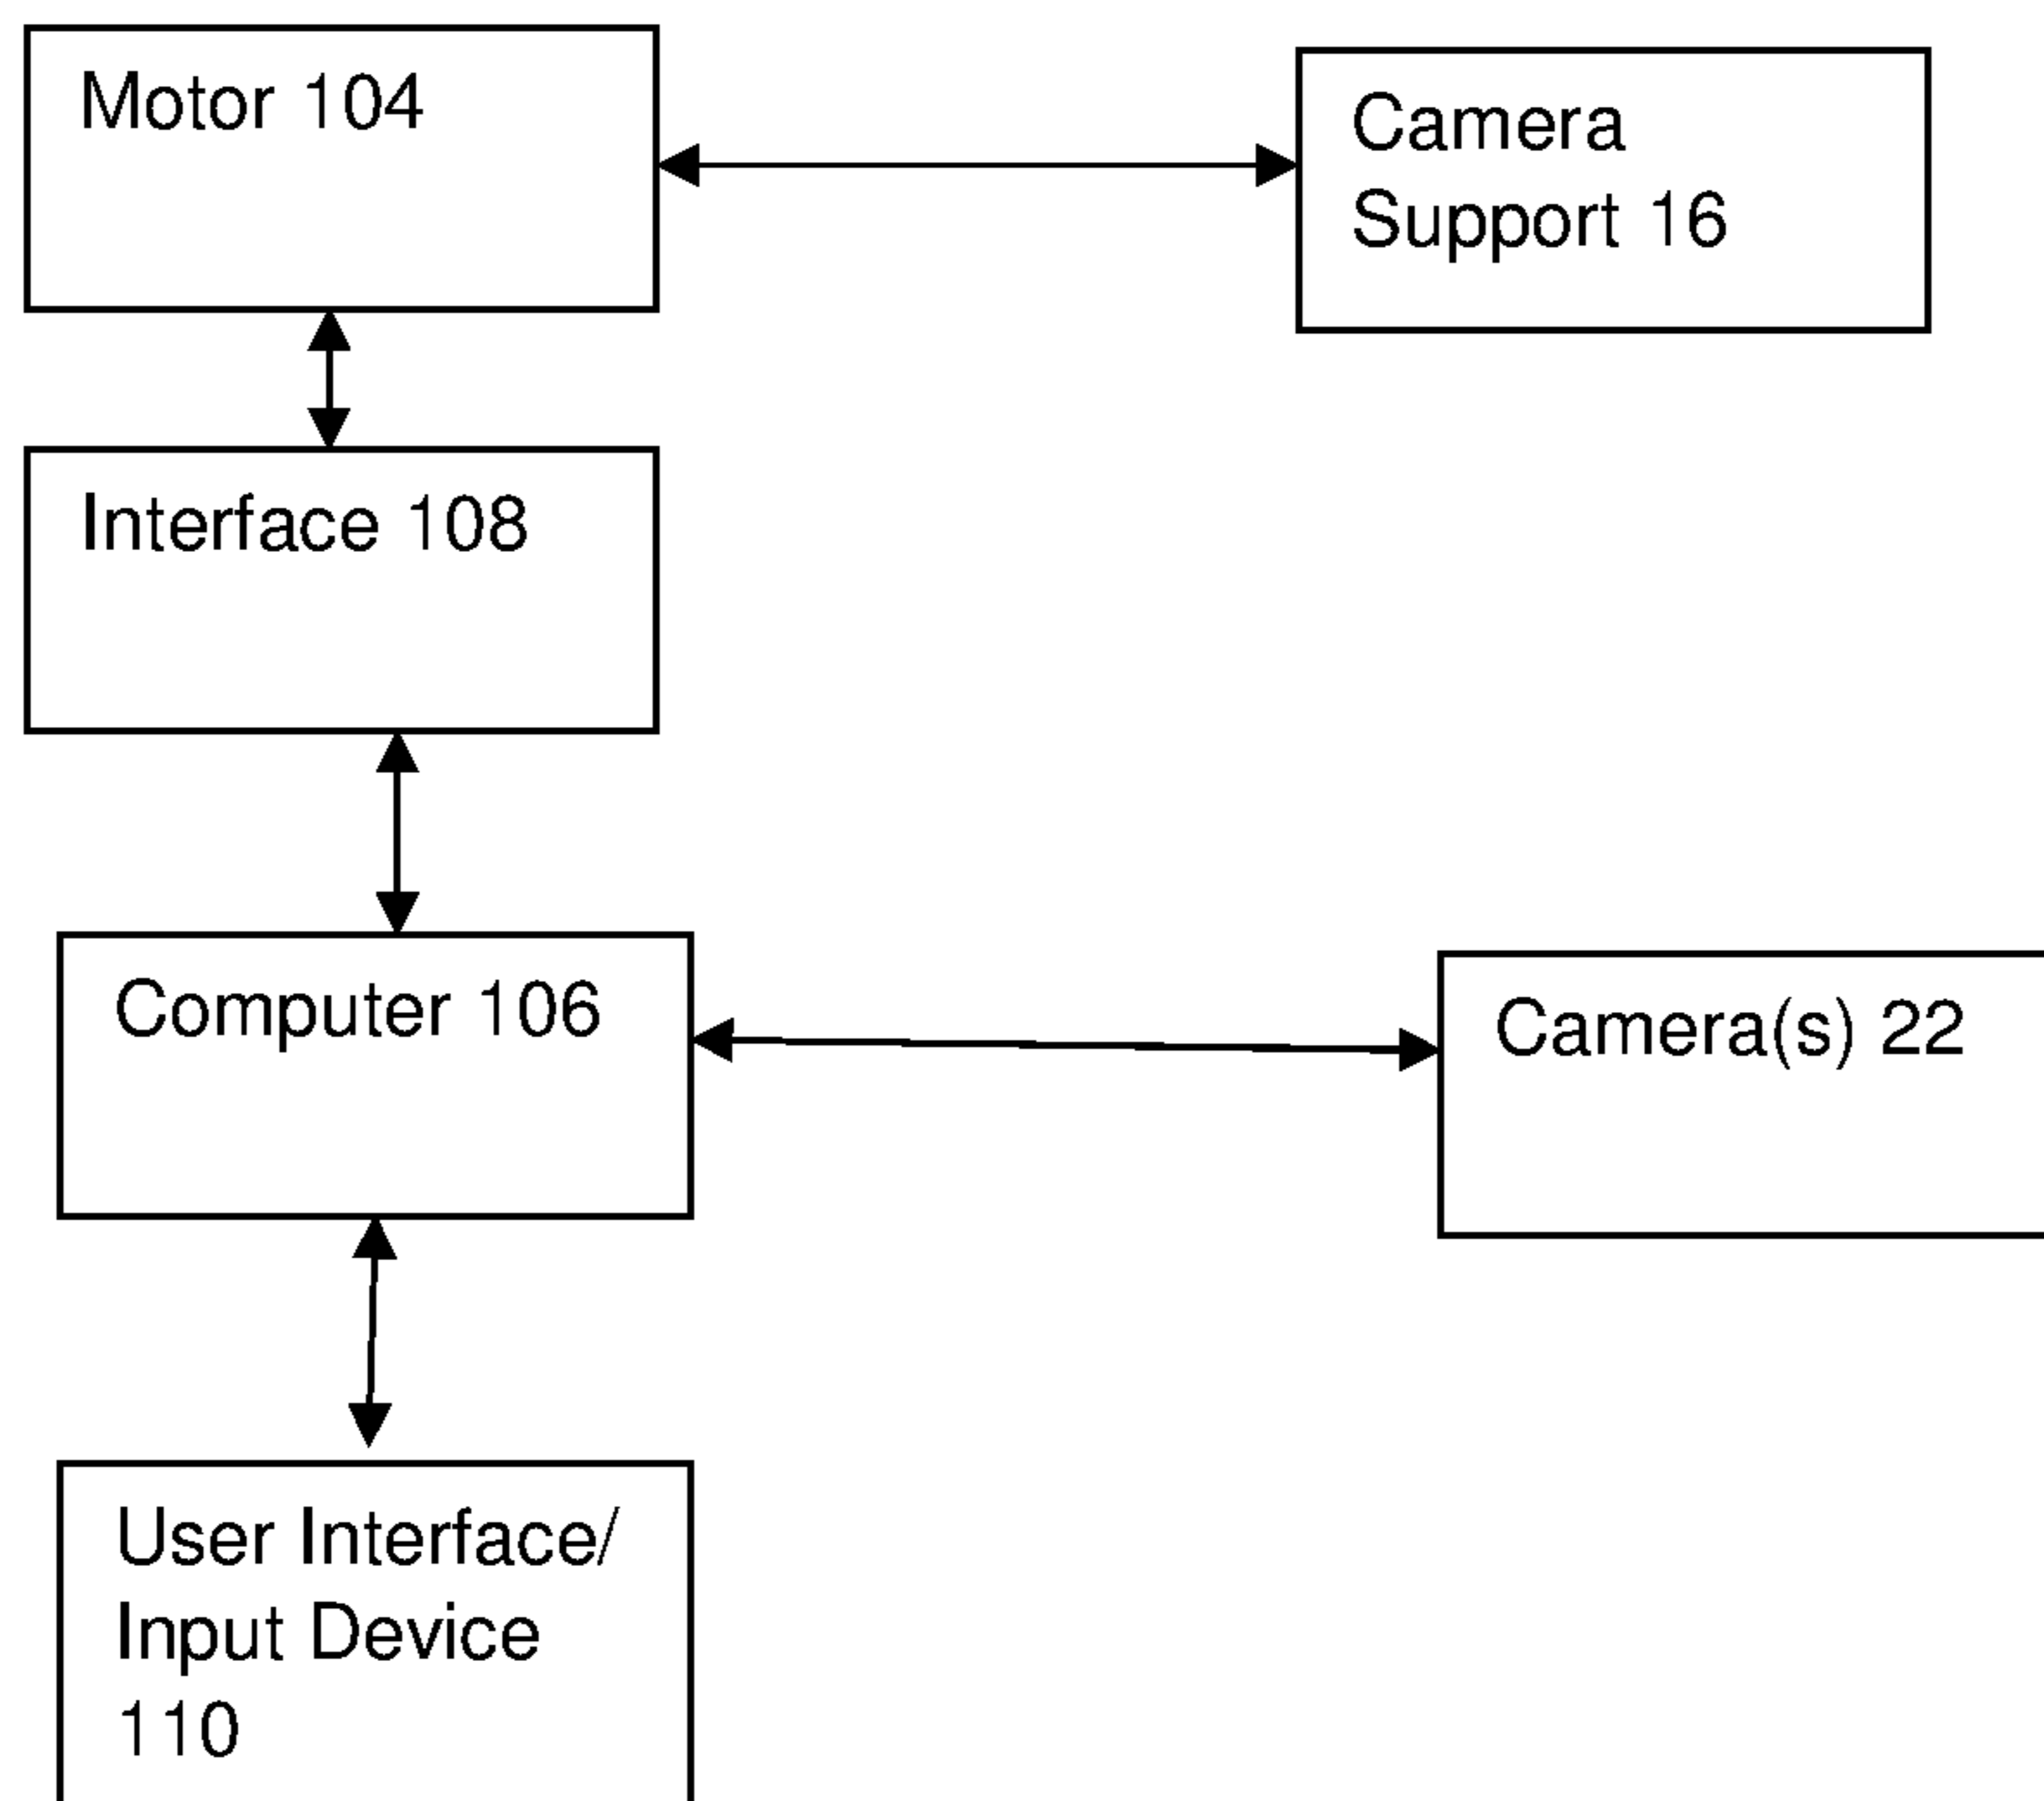 Motor 104
Camera
Support 16
Interface 108
Computer 106
Camera(s) 22
User Interface/
Input Device
110